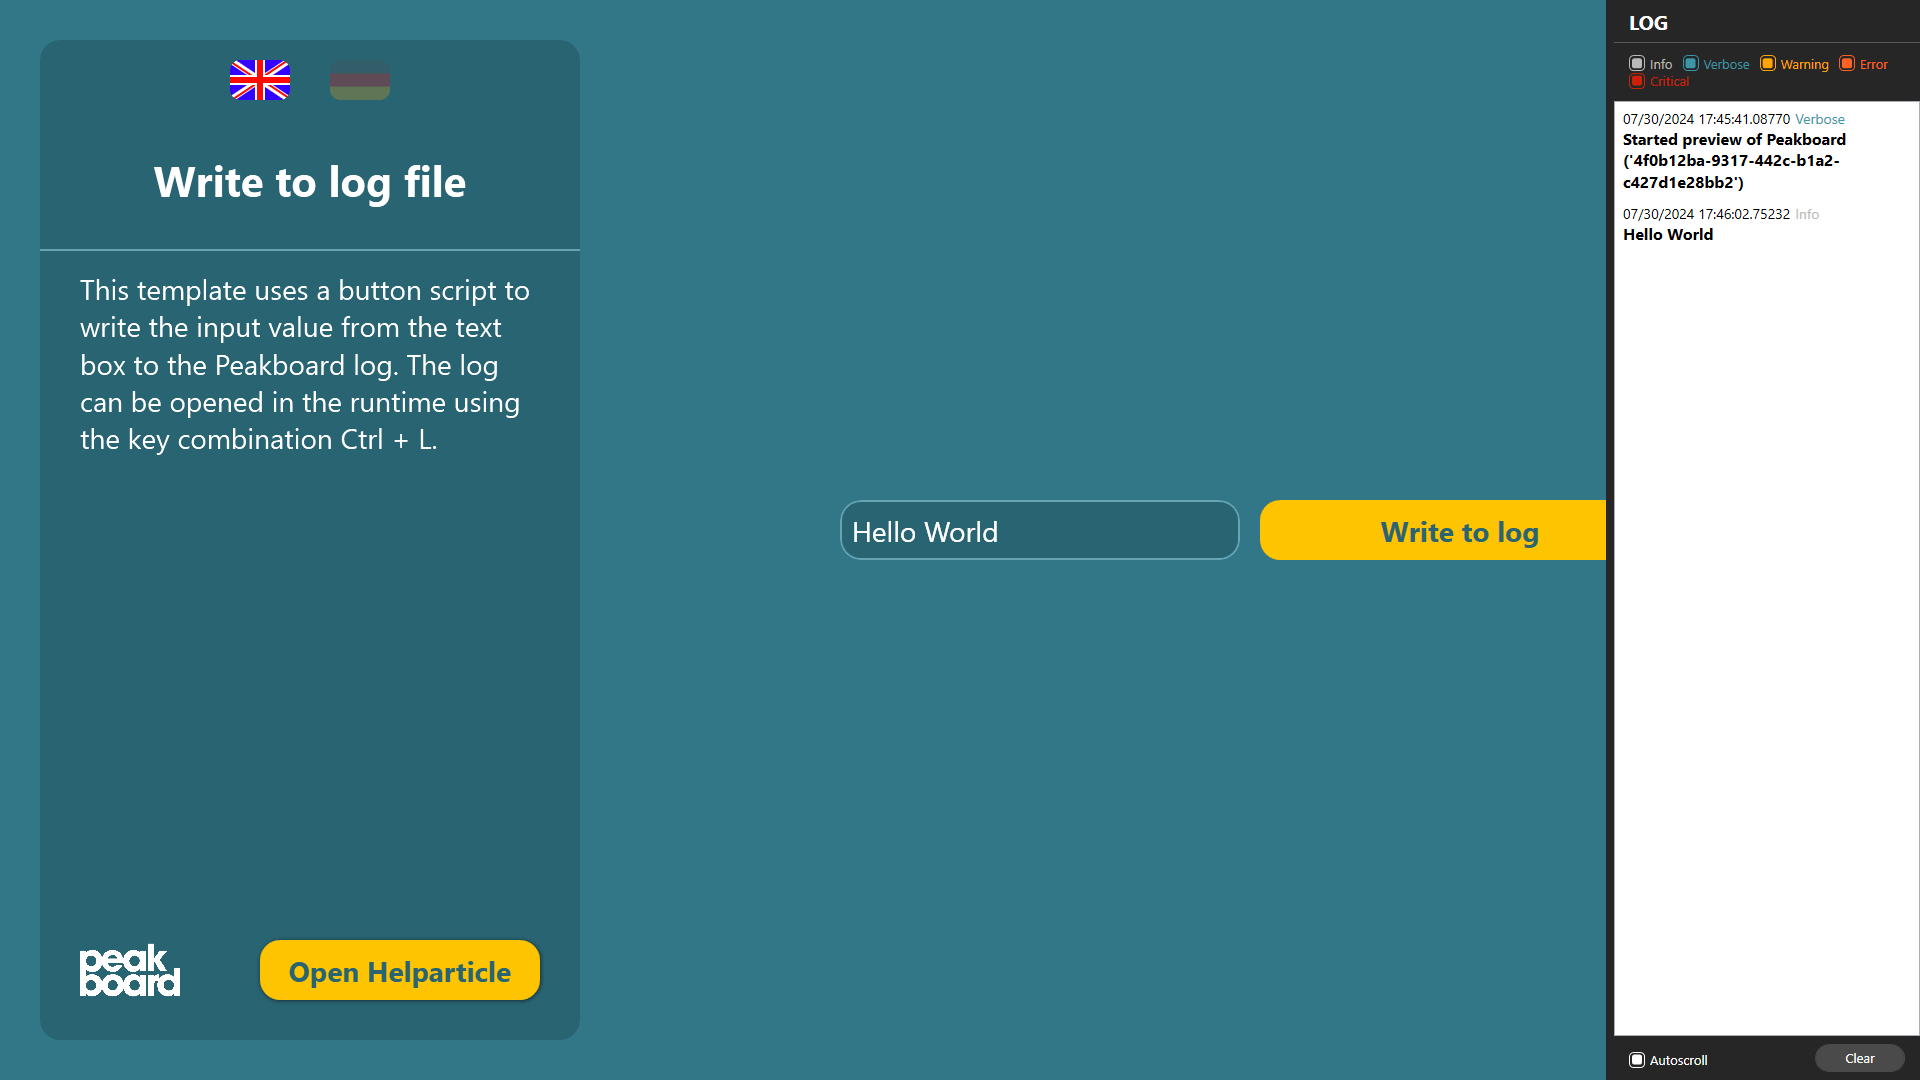 Write to log file
This template uses a button script to
write the input value from the text
box to the Peakboard log. The log
can be opened in the runtime using
the key combination Ctrl + L.
peak
board
Open Helparticle
Hello World
Write to log
LOG
Info Verbose Warning Error
Critical
07/30/2024 17:45:41.08770 Verbose
Started preview of Peakboard
('4f0b12ba-9317-442c-b1a2-
c427d1e28bb2')
07/30/2024 17:46:02.75232 Info
Hello World
Autoscroll
Clear